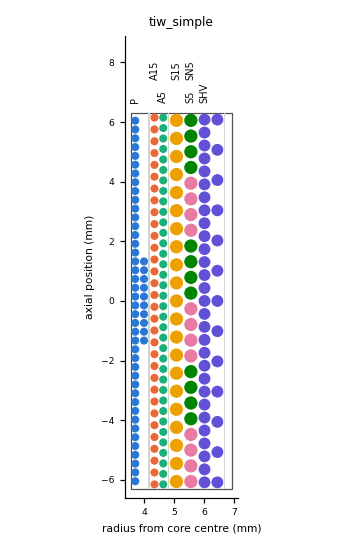 tiw_simple
P
A15
A5
S15
SN5
S5
SHV
axial position (mm)
8
6
4
2
0
−2
−4
−6
4
5
6
7
radius from core centre (mm)